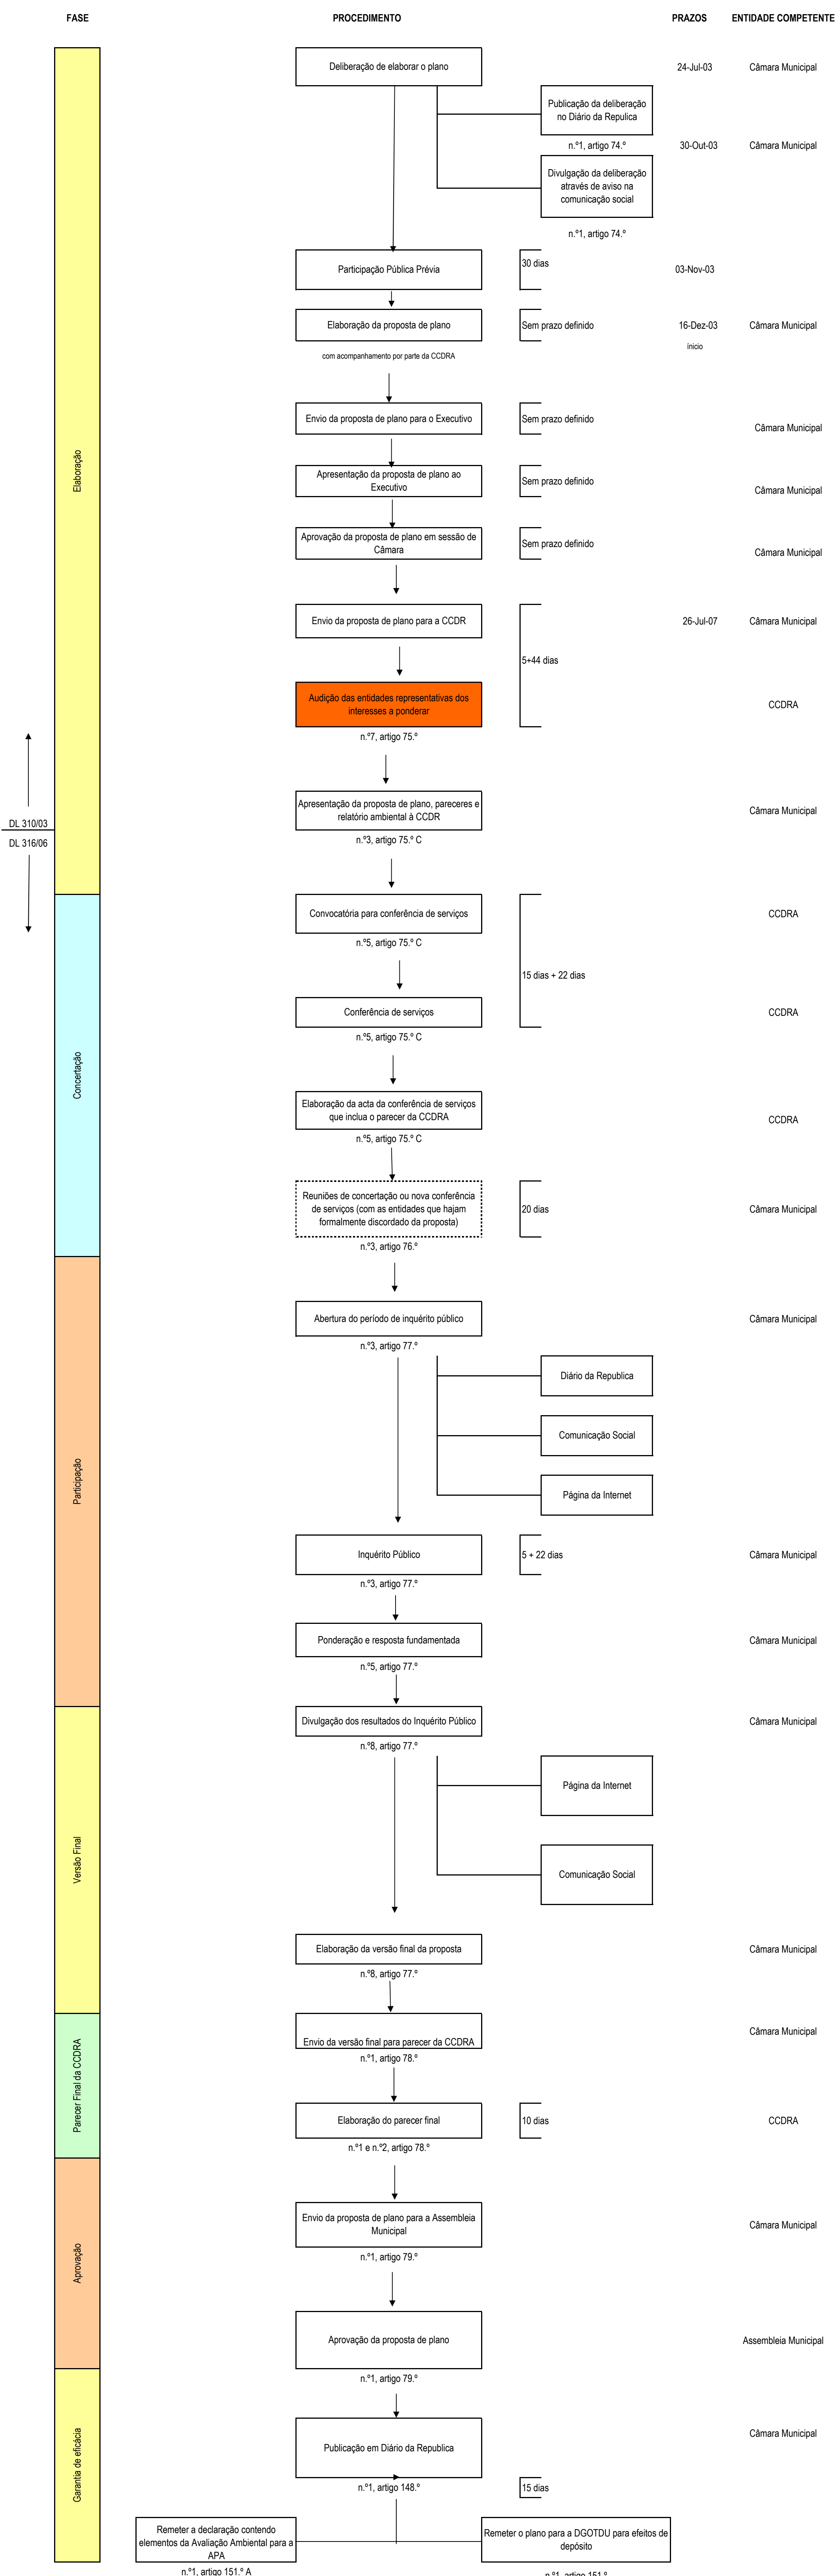 FASE PROCEDIMENTO PRAZOS ENTIDADE COMPETENTE
Elaboração
Deliberação de elaborar o plano
24-Jul-03 Câmara Municipal
Publicação da deliberação
no Diário da Repulica
n.º1, artigo 74.º
30-Out-03 Câmara Municipal
Divulgação da deliberação
através de aviso na
comunicação social
n.º1, artigo 74.º
Participação Pública Prévia
30 dias
03-Nov-03
Elaboração da proposta de plano
Sem prazo definido
16-Dez-03 Câmara Municipal
ínicio
com acompanhamento por parte da CCDRA
Envio da proposta de plano para o Executivo
Sem prazo definido
Câmara Municipal
Apresentação da proposta de plano ao
Executivo
Sem prazo definido
Câmara Municipal
Aprovação da proposta de plano em sessão de
Câmara
Sem prazo definido
Câmara Municipal
Envio da proposta de plano para a CCDR
26-Jul-07 Câmara Municipal
5+44 dias
Audição das entidades representativas dos
interesses a ponderar
CCDRA
n.º7, artigo 75.º
DL 310/03
DL 316/06
Apresentação da proposta de plano, pareceres e
relatório ambiental à CCDR
Câmara Municipal
n.º3, artigo 75.º C
Concertação
Convocatória para conferência de serviços
CCDRA
n.º5, artigo 75.º C
15 dias + 22 dias
Conferência de serviços
CCDRA
n.º5, artigo 75.º C
Elaboração da acta da conferência de serviços
que inclua o parecer da CCDRA
CCDRA
n.º5, artigo 75.º C
Reuniões de concertação ou nova conferência
de serviços (com as entidades que hajam
formalmente discordado da proposta)
20 dias
Câmara Municipal
n.º3, artigo 76.º
Participação
Abertura do período de inquérito público
Câmara Municipal
n.º3, artigo 77.º
Diário da Republica
Comunicação Social
Página da Internet
Inquérito Público
5 + 22 dias
Câmara Municipal
n.º3, artigo 77.º
Ponderação e resposta fundamentada
Câmara Municipal
n.º5, artigo 77.º
Versão Final
Divulgação dos resultados do Inquérito Público
Câmara Municipal
n.º8, artigo 77.º
Página da Internet
Comunicação Social
Elaboração da versão final da proposta
Câmara Municipal
n.º8, artigo 77.º
Parecer Final da CCDRA
Envio da versão final para parecer da CCDRA
Câmara Municipal
n.º1, artigo 78.º
Elaboração do parecer final
10 dias
CCDRA
n.º1 e n.º2, artigo 78.º
Aprovação
Envio da proposta de plano para a Assembleia
Municipal
Câmara Municipal
n.º1, artigo 79.º
Aprovação da proposta de plano
Assembleia Municipal
n.º1, artigo 79.º
Garantia de eficácia
Publicação em Diário da Republica
Câmara Municipal
n.º1, artigo 148.º
15 dias
Remeter a declaração contendo
elementos da Avaliação Ambiental para a
APA
n.º1, artigo 151.º A
Remeter o plano para a DGOTDU para efeitos de
depósito
n.º1, artigo 151.º